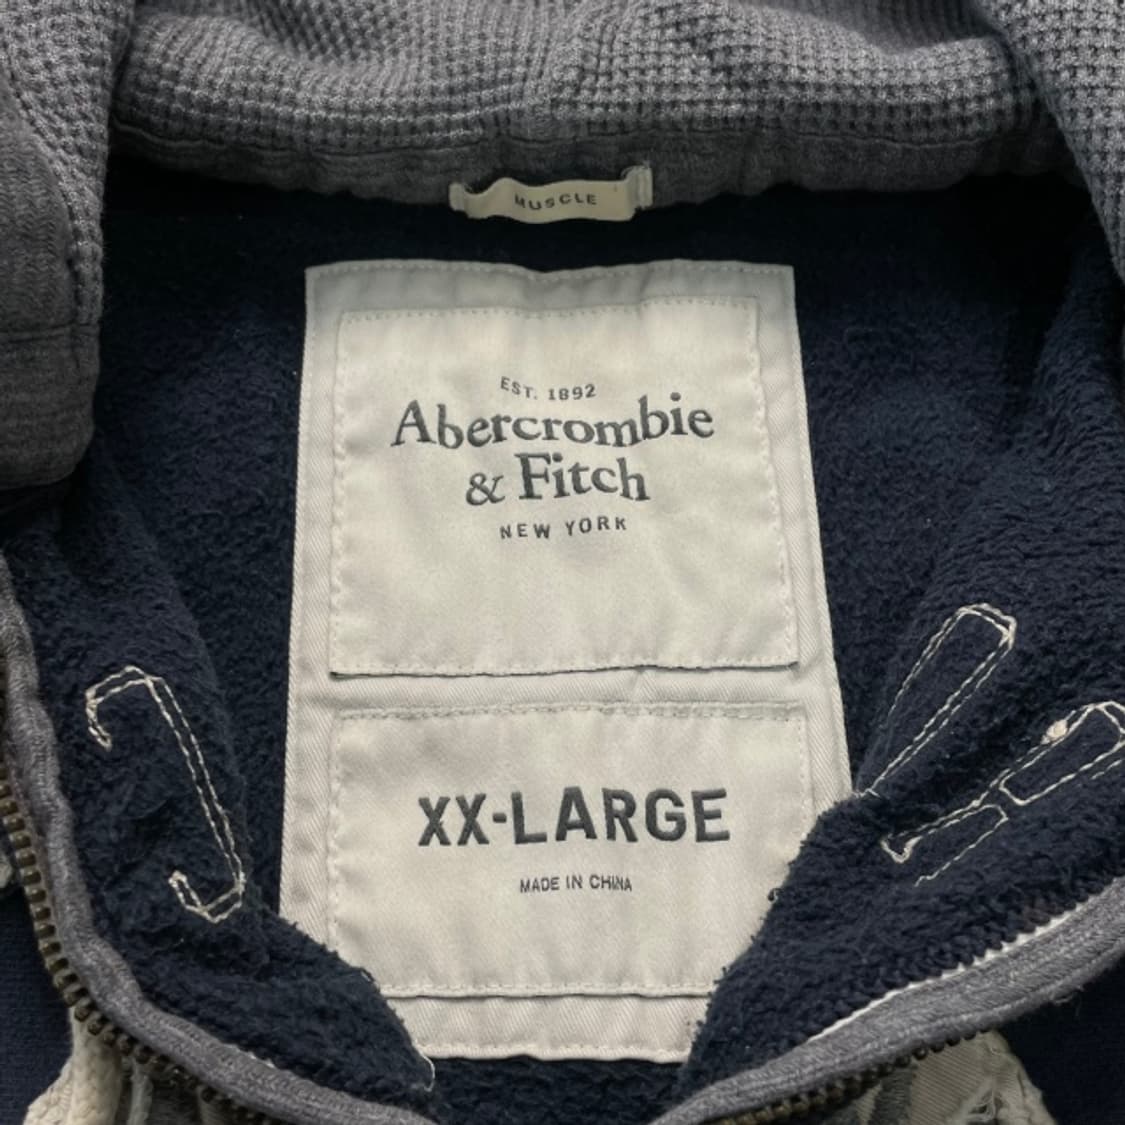 MUSCLE
EST. 1892
Abercrombie
& Fitch
NEW YORK
XX-LARGE
MADE IN CHINA